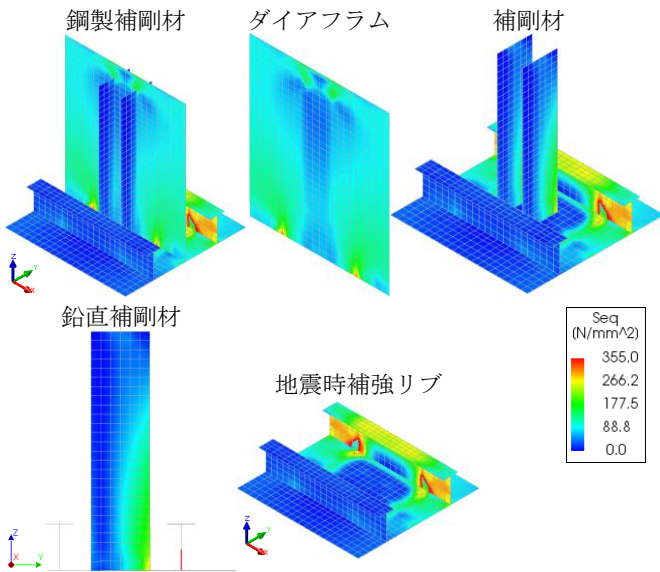 鋼製補剛材
ダイアフラム
補剛材
Z
Y
X
鉛直補剛材
地震時補強リブ
Seq
(N/mm^2)
355.0
266.2
177.5
88.8
0.0
Z
X
Y
Z
Y
X